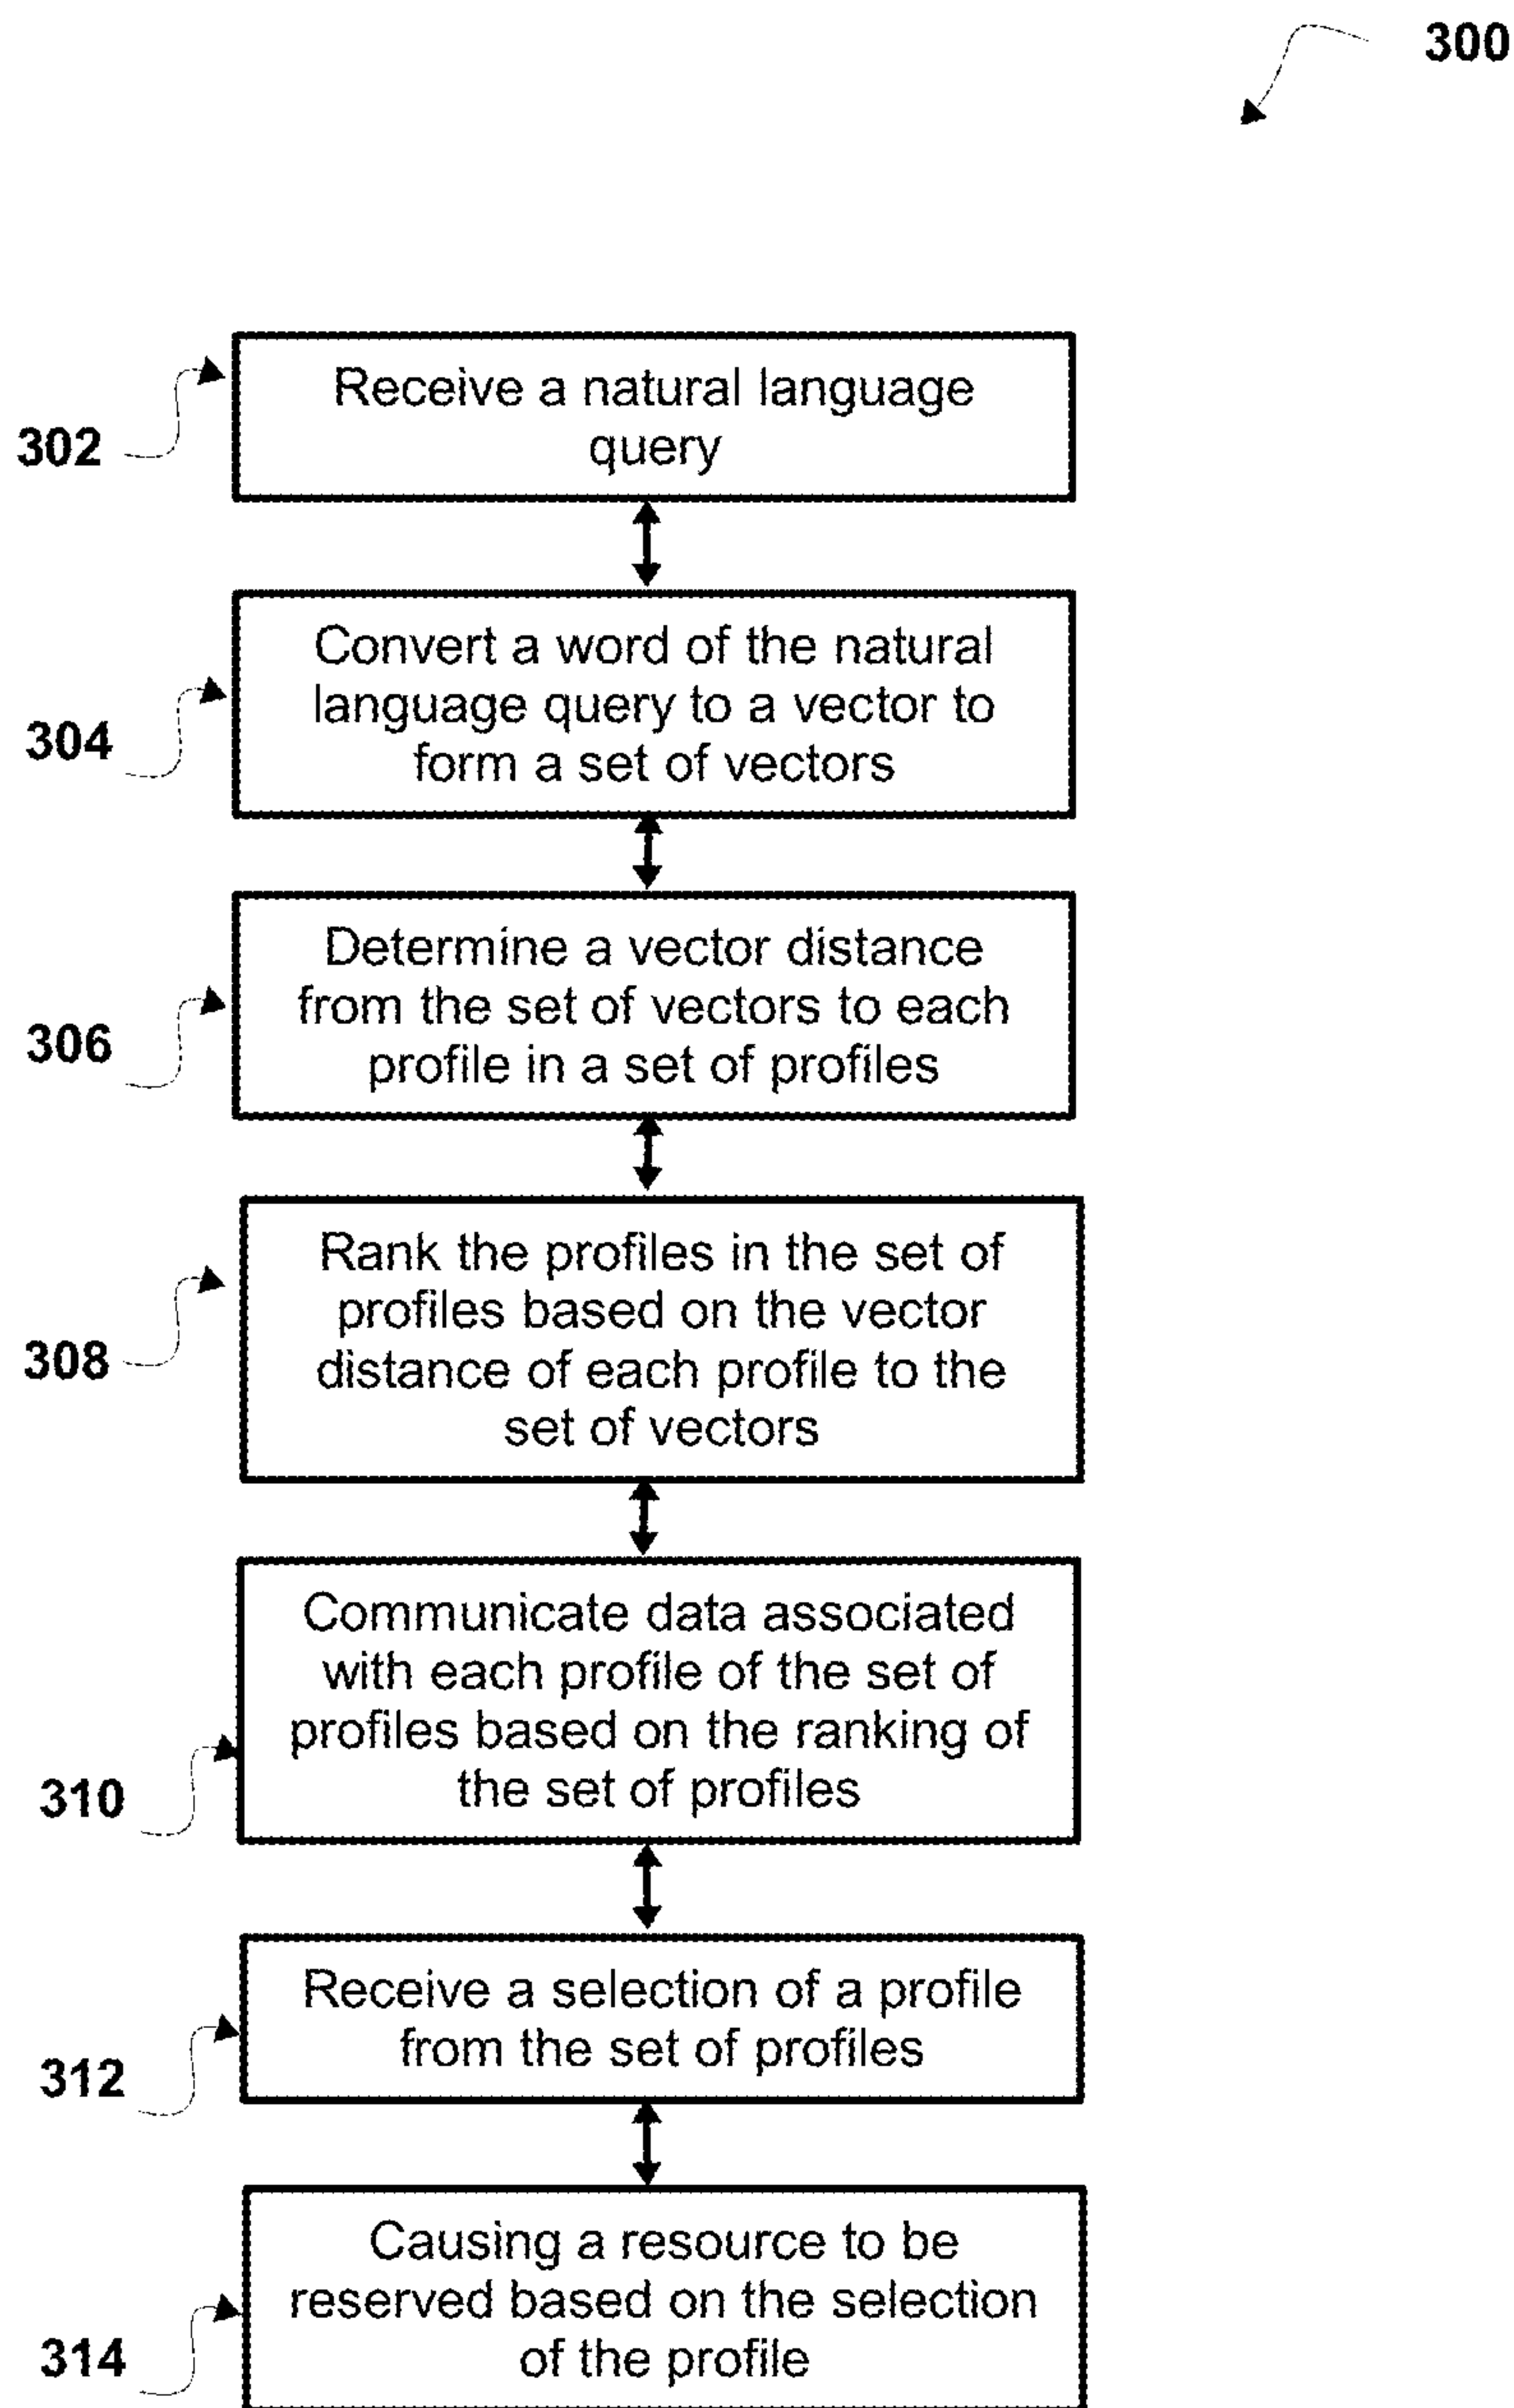 300
302
Receive a natural language
query
304
Convert a word of the natural
language query to a vector to
form a set of vectors
306
Determine a vector distance
from the set of vectors to each
profile in a set of profiles
308
Rank the profiles in the set of
profiles based on the vector
distance of each profile to the
set of vectors
310
Communicate data associated
with each profile of the set of
profiles based on the ranking of
the set of profiles
312
Receive a selection of a profile
from the set of profiles
314
Causing a resource to be
reserved based on the selection
of the profile